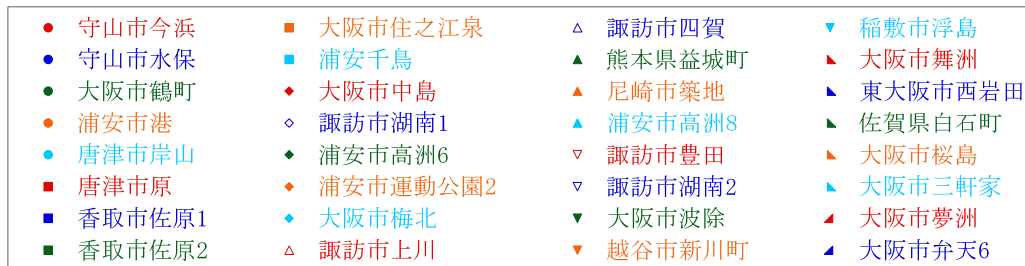 守山市今浜
守山市水保
大阪市鶴町
浦安市港
唐津市岸山
唐津市原
香取市佐原1
香取市佐原2
大阪市住之江泉
浦安千鳥
大阪市中島
諏訪市湖南1
浦安市高洲6
浦安市運動公園2
大阪市梅北
諏訪市上川
諏訪市四賀
熊本県益城町
尼崎市築地
浦安市高洲8
諏訪市豊田
諏訪市湖南2
大阪市波除
越谷市新川町
稲敷市浮島
大阪市舞洲
東大阪市西岩田
佐賀県白石町
大阪市桜島
大阪市三軒家
大阪市夢洲
大阪市弁天6